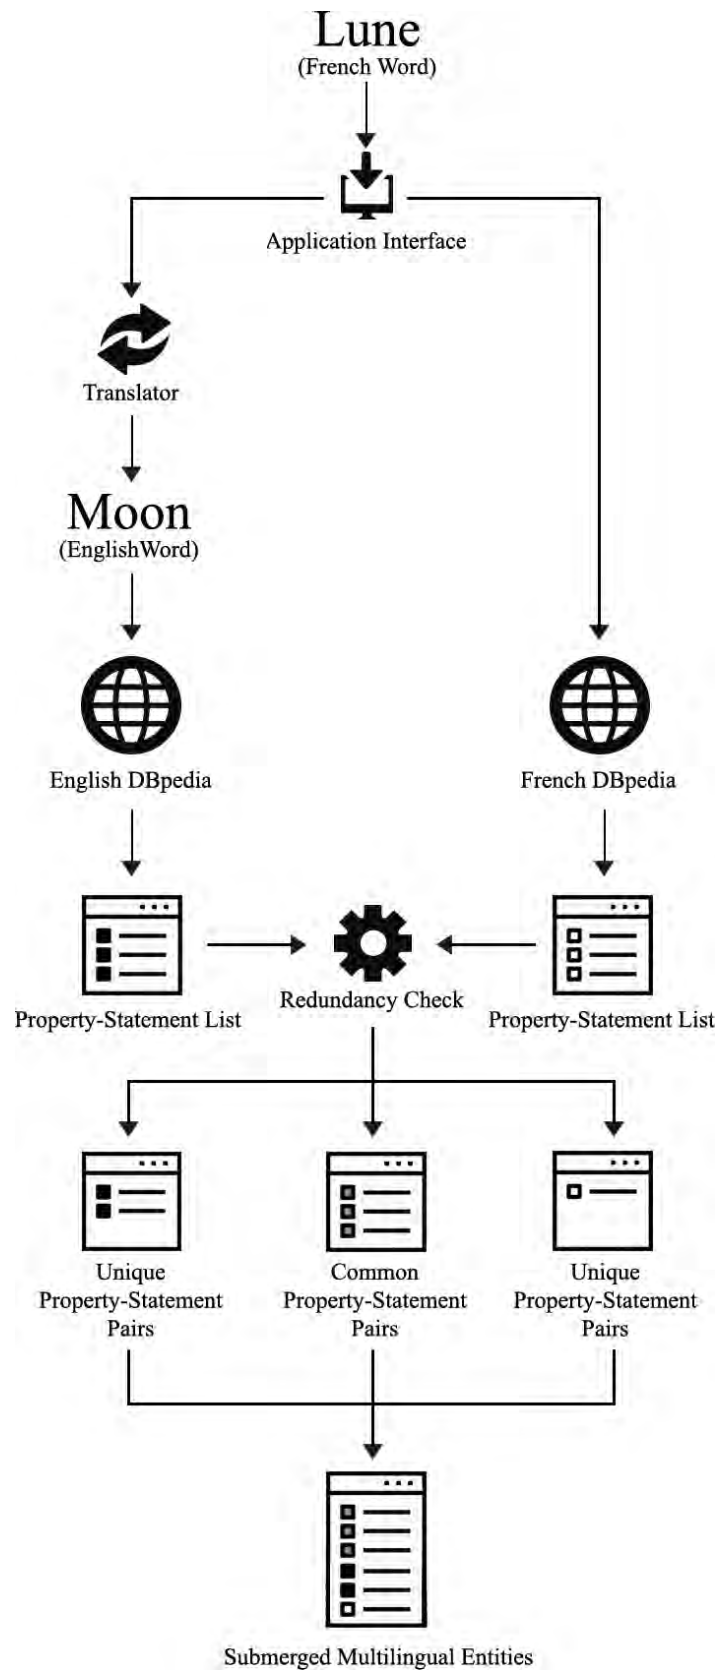 Lune
(French Word)
Application Interface
Translator
Moon
(EnglishWord)
English DBpedia
French DBpedia
Property-Statement List
Redundancy Check
Property-Statement List
Unique
Property-Statement
Pairs
Common
Property-Statement
Pairs
Unique
Property-Statement
Pairs
Submerged Multilingual Entities